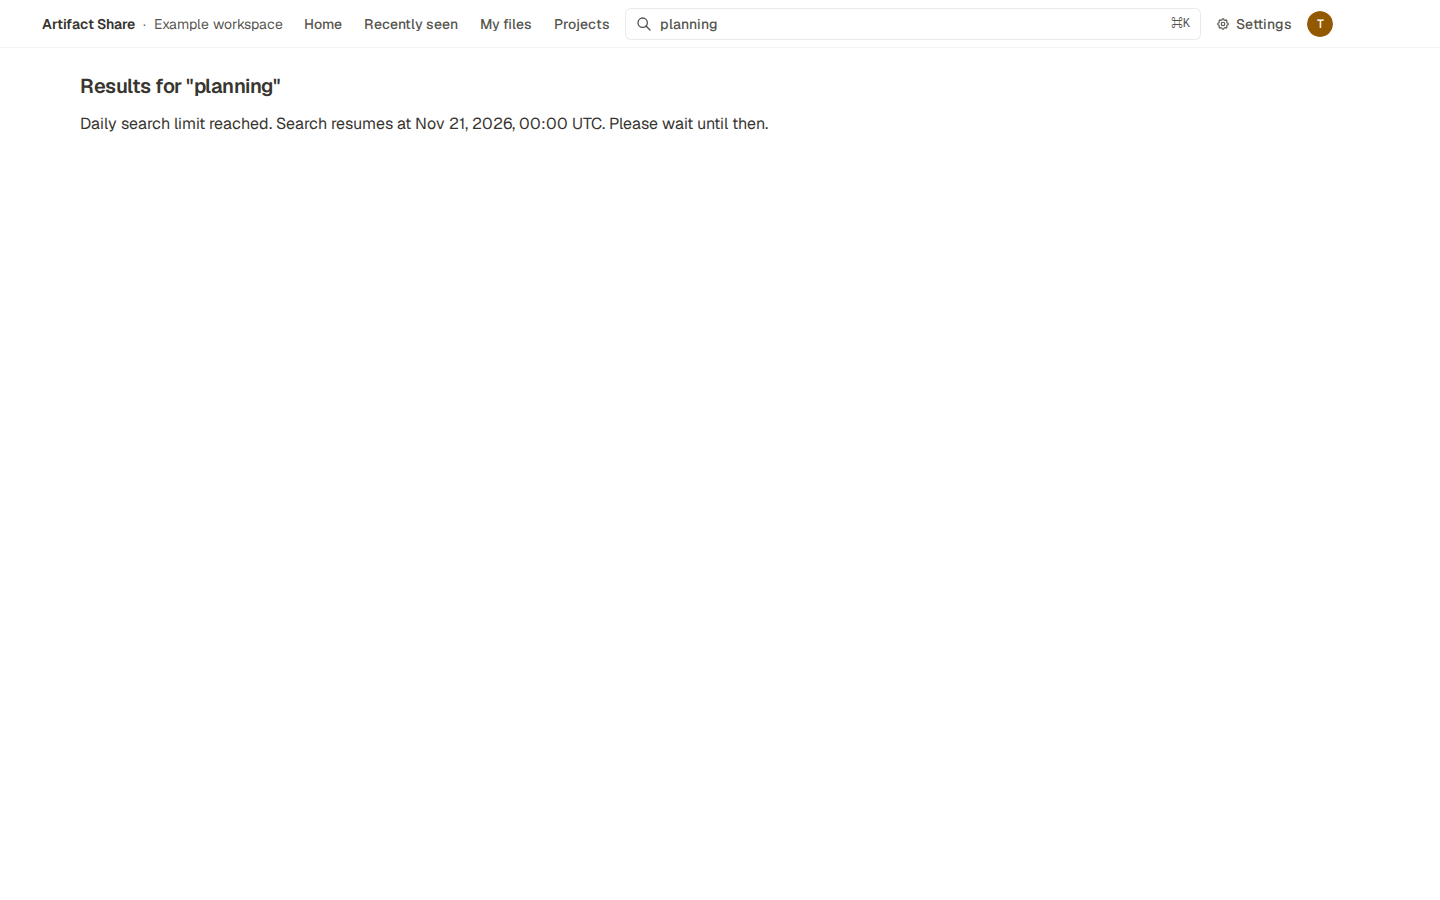 Artifact Share · Example workspace Home Recently seen My files Projects planning ⌘K Settings T
Results for "planning"
Daily search limit reached. Search resumes at Nov 21, 2026, 00:00 UTC. Please wait until then.